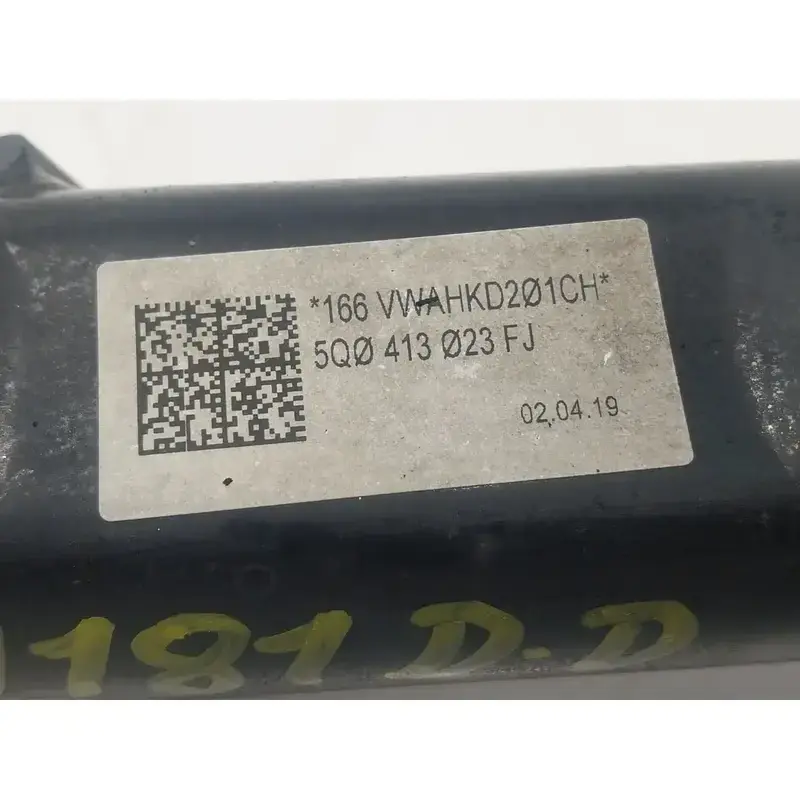 *166 VWAHKD2Ø1CH*
5QØ 413 Ø23 FJ
02.04.19
181 D.D